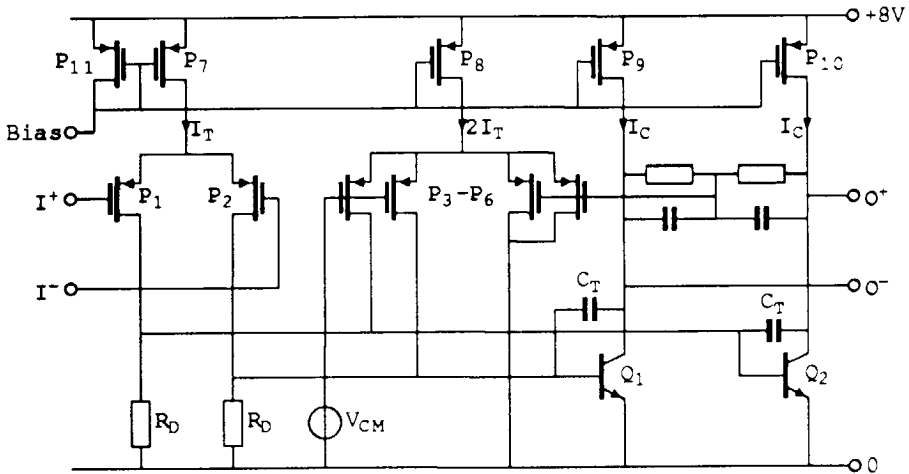 +8V
P11 P7 P8 P9 P10
Bias IT 2IT IC IC
I+ P1 P2 P3-P6 O+
I- O-
CT CT
Q1 Q2
RD RD VCM
0